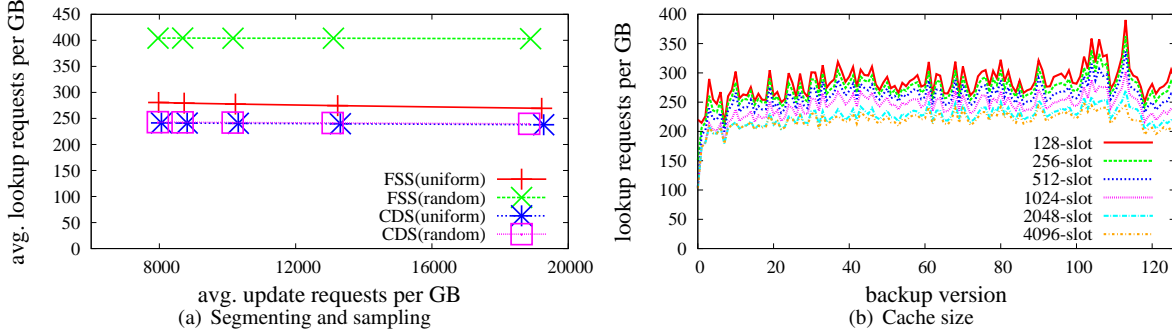 avg. lookup requests per GB
450
400
350
300
250
200
150
100
50
0
FSS(uniform)
FSS(random)
CDS(uniform)
CDS(random)
8000 12000 16000 20000
avg. update requests per GB
(a) Segmenting and sampling
lookup requests per GB
400
350
300
250
200
150
100
50
0
128-slot
256-slot
512-slot
1024-slot
2048-slot
4096-slot
0 20 40 60 80 100 120
backup version
(b) Cache size